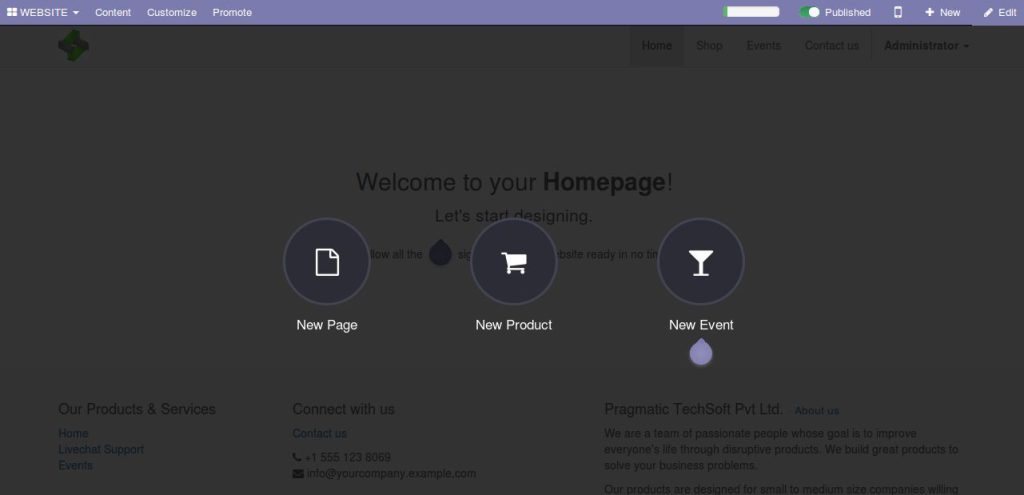 WEBSITE Content Customize Promote Published New Edit
Home Shop Events Contact us Administrator
Welcome to your Homepage!
Let's start designing.
llow all the sig bsite ready in no tim
New Page New Product New Event
Our Products & Services
Home
Livechat Support
Events
Connect with us
Contact us
+1 555 123 8069
info@yourcompany.example.com
Pragmatic TechSoft Pvt Ltd. - About us
We are a team of passionate people whose goal is to improve
everyone's life through disruptive products. We build great products to
solve your business problems.
Our products are designed for small to medium size companies willing